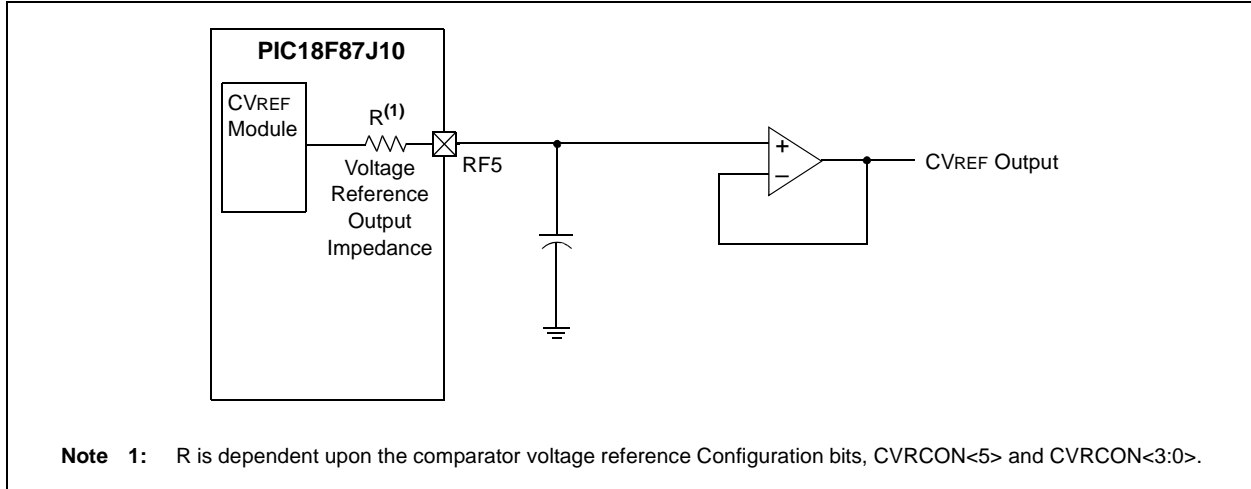 PIC18F87J10
CVREF
Module
R(1)
Voltage
Reference
Output
Impedance
RF5
+
–
CVREF Output
Note 1: R is dependent upon the comparator voltage reference Configuration bits, CVRCON<5> and CVRCON<3:0>.